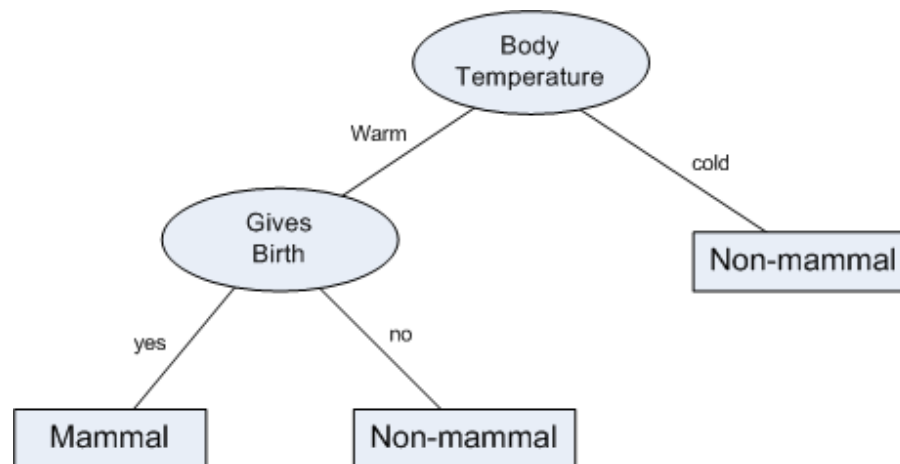 Body
Temperature
Warm
cold
Gives
Birth
Non-mammal
yes
no
Mammal
Non-mammal